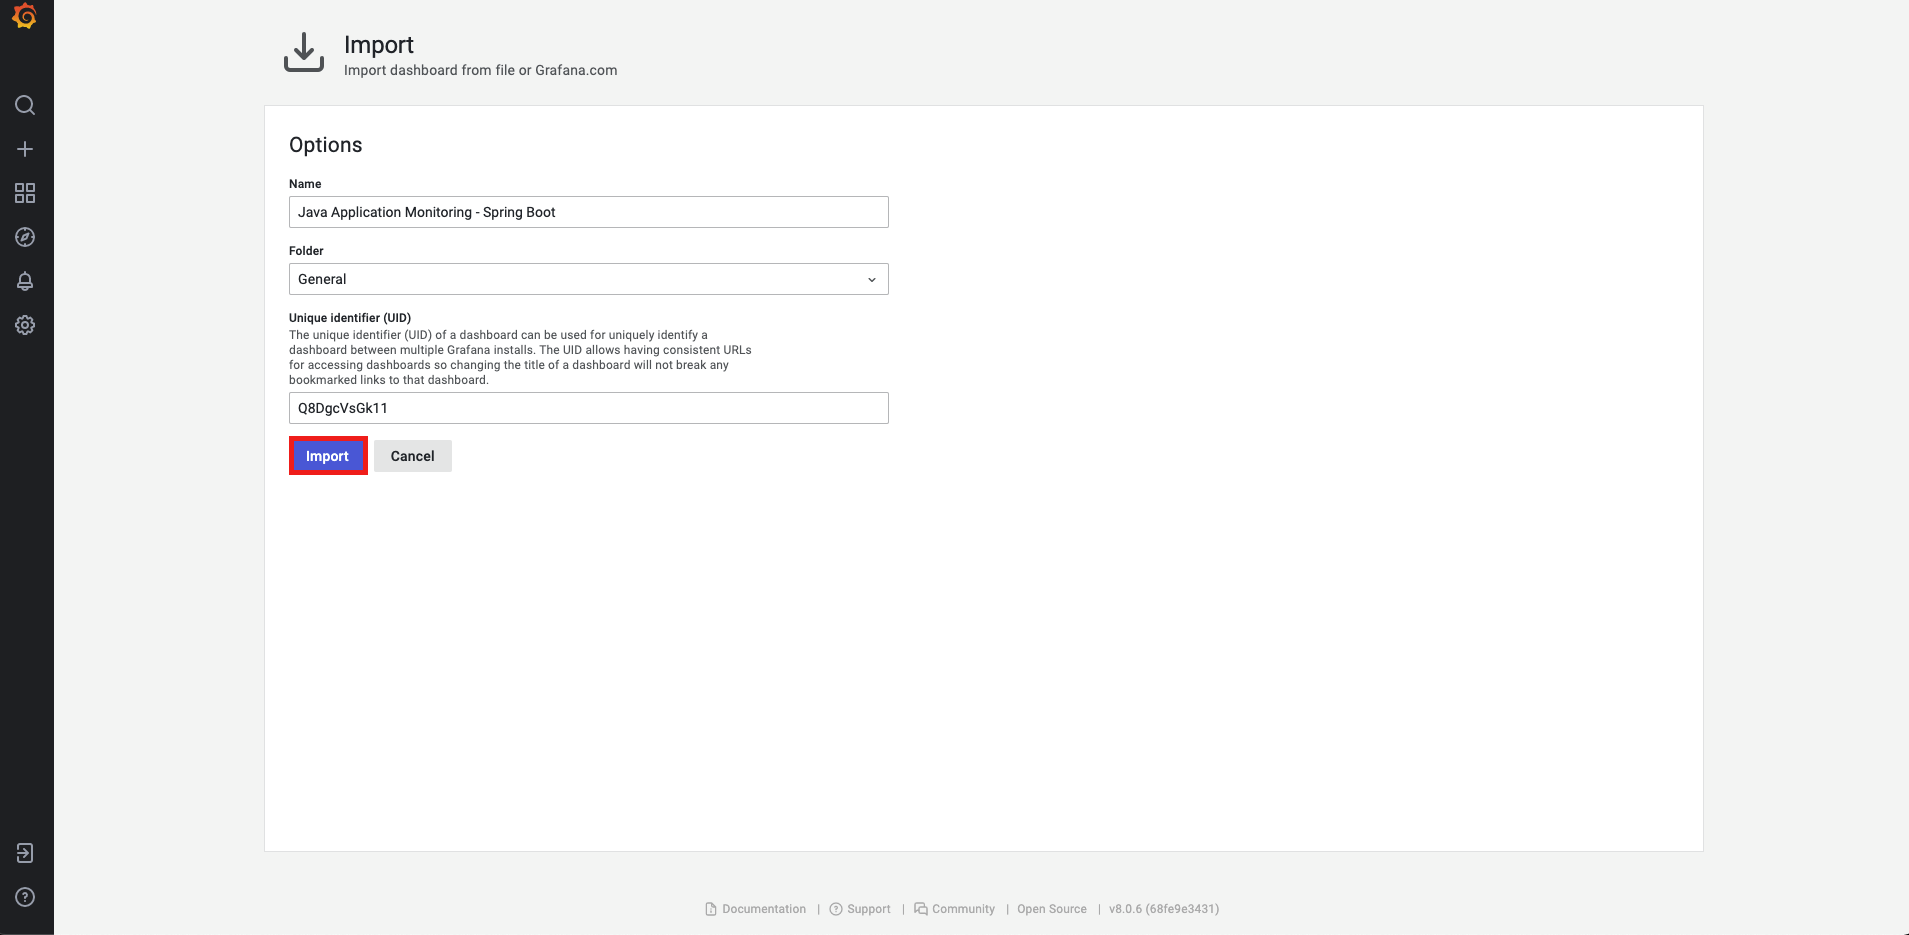 Import
Import dashboard from file or Grafana.com
Options
Name
Java Application Monitoring - Spring Boot
Folder
General
Unique identifier (UID)
The unique identifier (UID) of a dashboard can be used for uniquely identify a
dashboard between multiple Grafana installs. The UID allows having consistent URLs
for accessing dashboards so changing the title of a dashboard will not break any
bookmarked links to that dashboard.
Q8DgcVsGk11
Import Cancel
Documentation | Support | Community | Open Source | v8.0.6 (68fe9e3431)